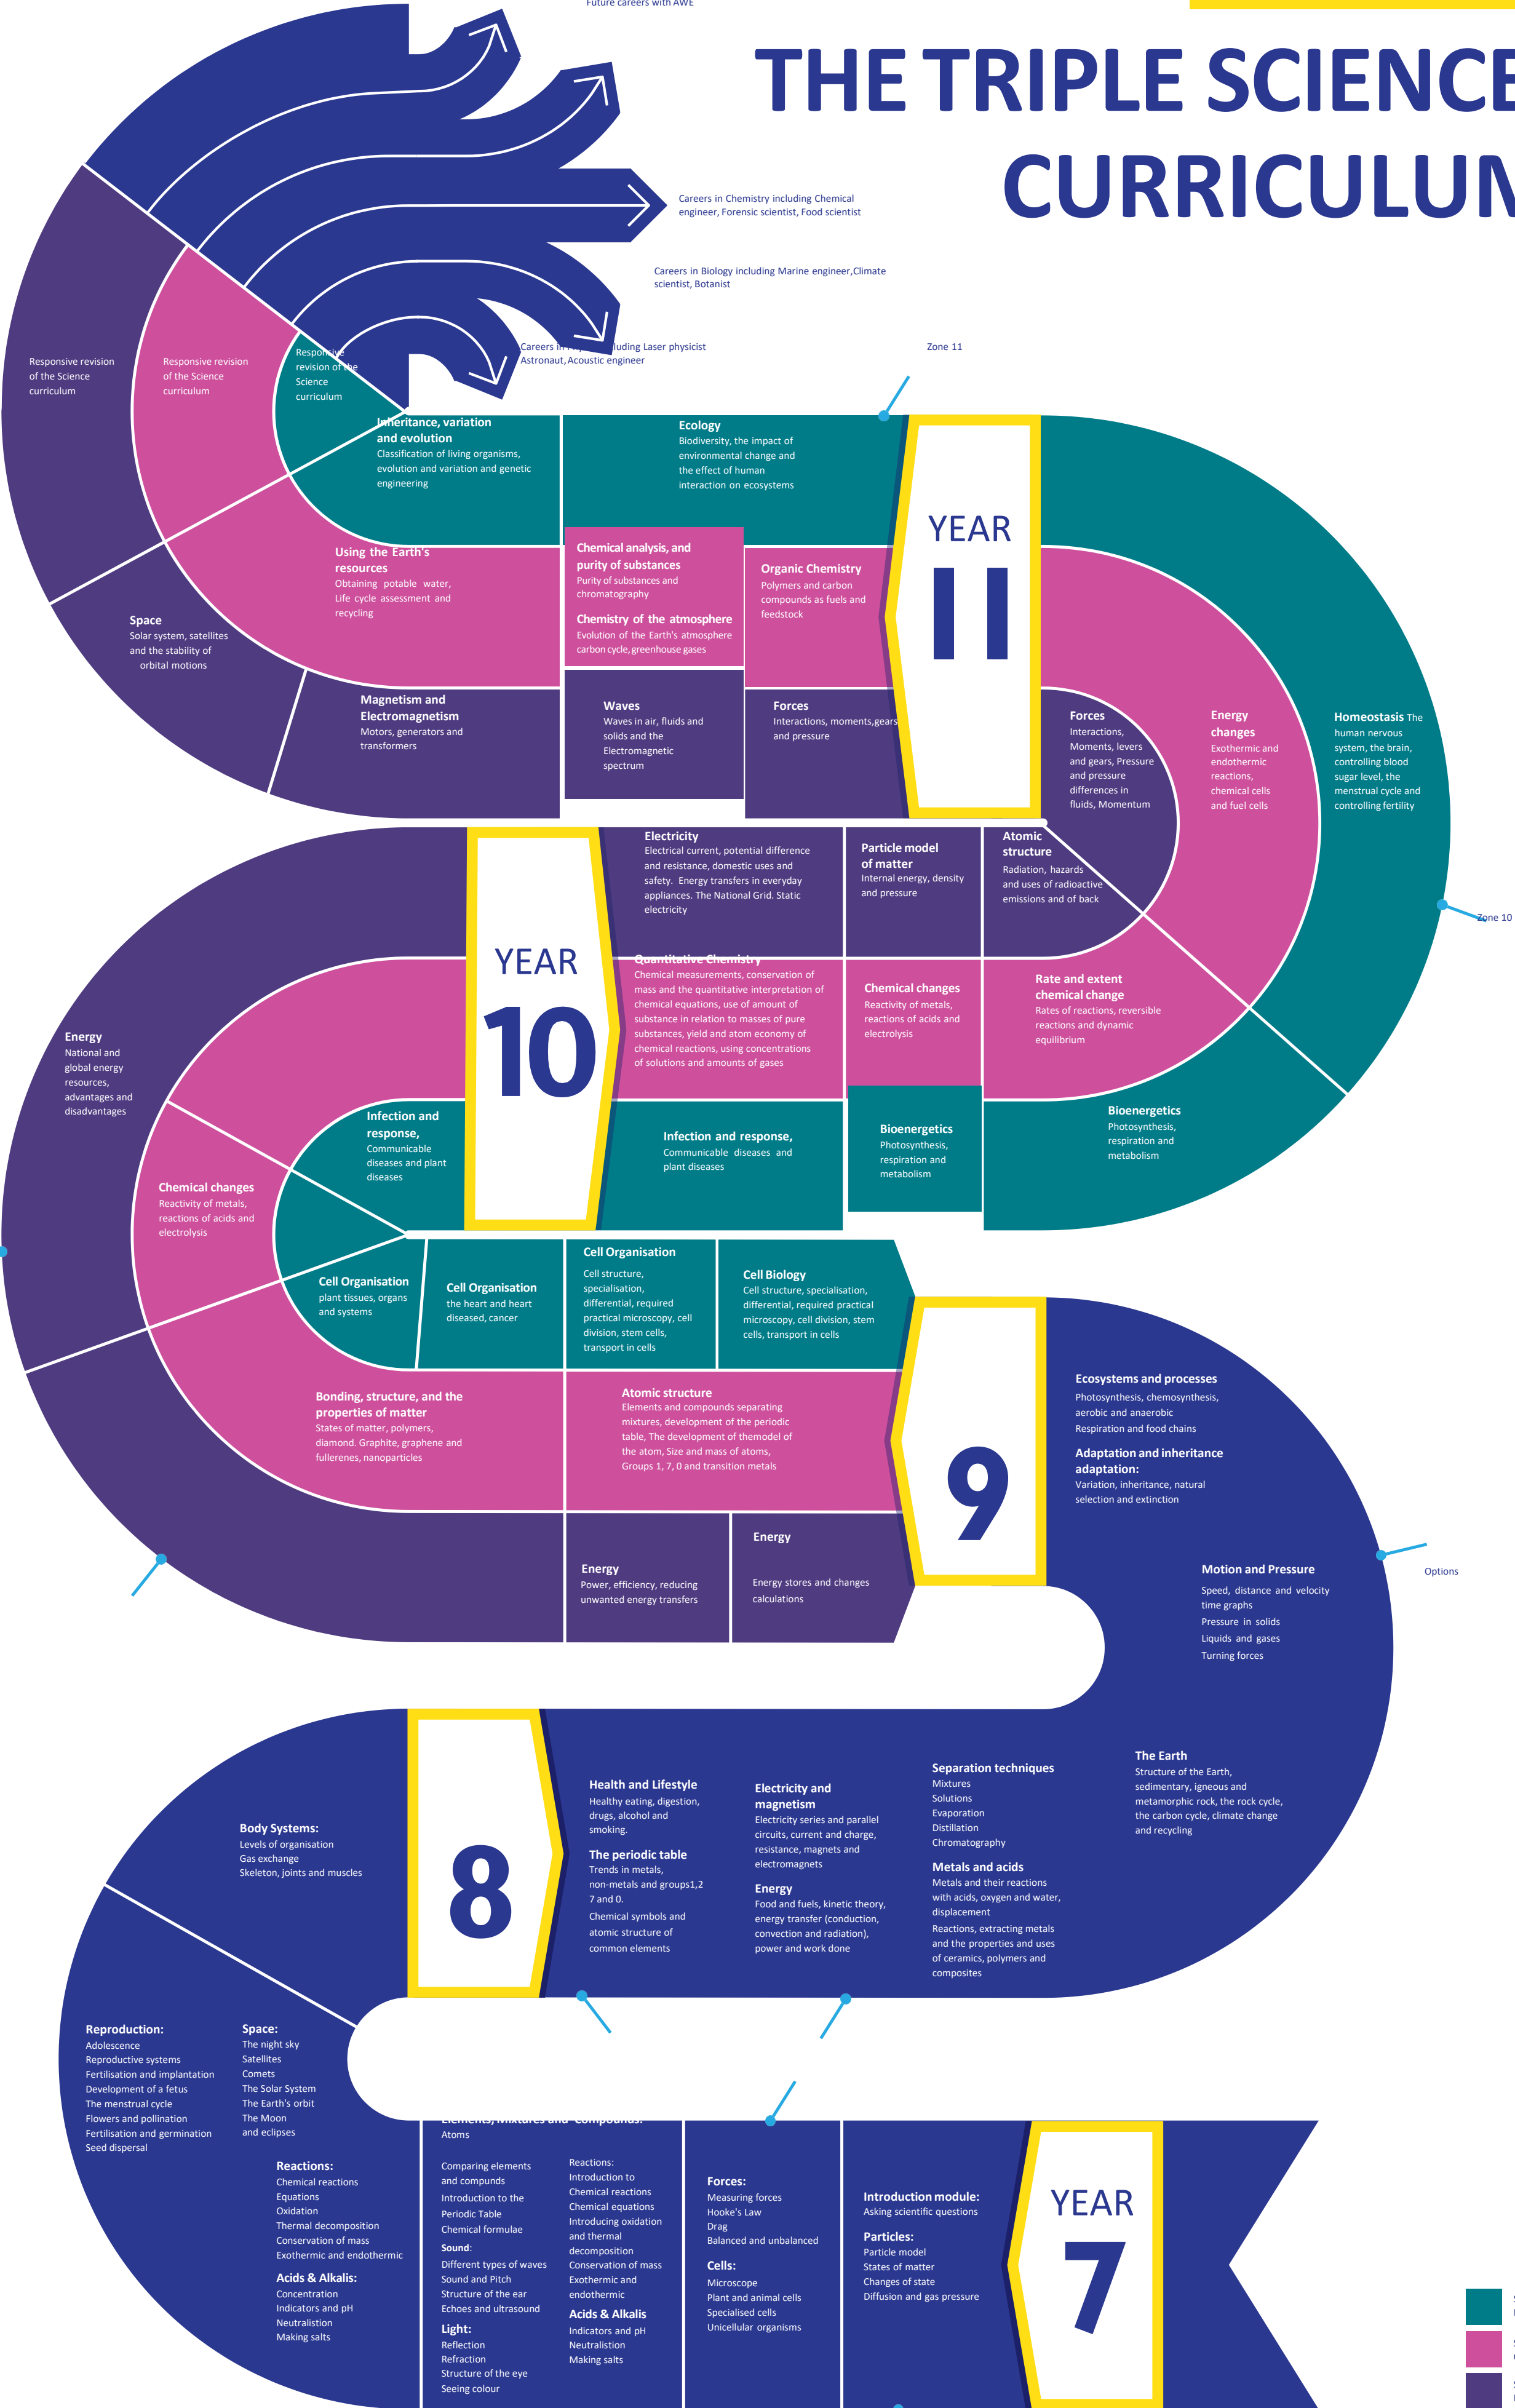 Future careers with AWE
THE TRIPLE SCIENCE
CURRICULUM
Careers in Chemistry including Chemical
engineer, Forensic scientist, Food scientist
Careers in Biology including Marine engineer,Climate
scientist, Botanist
Careers in
luding Laser physicist
Astronaut, Acoustic engineer
Zone 11
Responsive revision
of the Science
curriculum
Responsive revision
of the Science
curriculum
Responsive
revision of the
Science
curriculum
Inheritance, variation
and evolution
Classification of living organisms,
evolution and variation and genetic
engineering
Ecology
Biodiversity, the impact of
environmental change and
the effect of human
interaction on ecosystems
YEAR
11
Using the Earth's
resources
Obtaining potable water,
Life cycle assessment and
recycling
Chemical analysis, and
purity of substances
Purity of substances and
chromatography
Chemistry of the atmosphere
Evolution of the Earth's atmosphere
carbon cycle, greenhouse gases
Organic Chemistry
Polymers and carbon
compounds as fuels and
feedstock
Space
Solar system, satellites
and the stability of
orbital motions
Magnetism and
Electromagnetism
Motors, generators and
transformers
Waves
Waves in air, fluids and
solids and the
Electromagnetic
spectrum
Forces
Interactions, moments,gears
and pressure
Forces
Interactions,
Moments, levers
and gears, Pressure
and pressure
differences in
fluids, Momentum
Energy
changes
Exothermic and
endothermic
reactions,
chemical cells
and fuel cells
Homeostasis The
human nervous
system, the brain,
controlling blood
sugar level, the
menstrual cycle and
controlling fertility
Zone 10
Electricity
Electrical current, potential difference
and resistance, domestic uses and
safety. Energy transfers in everyday
appliances. The National Grid. Static
electricity
Particle model
of matter
Internal energy, density
and pressure
Atomic
structure
Radiation, hazards
and uses of radioactive
emissions and of back
YEAR
10
Quantitative Chemistry
Chemical measurements, conservation of
mass and the quantitative interpretation of
chemical equations, use of amount of
substance in relation to masses of pure
substances, yield and atom economy of
chemical reactions, using concentrations
of solutions and amounts of gases
Chemical changes
Reactivity of metals,
reactions of acids and
electrolysis
Rate and extent
chemical change
Rates of reactions, reversible
reactions and dynamic
equilibrium
Energy
National and
global energy
resources,
advantages and
disadvantages
Infection and
response,
Communicable
diseases and plant
diseases
Infection and response,
Communicable diseases and
plant diseases
Bioenergetics
Photosynthesis,
respiration and
metabolism
Bioenergetics
Photosynthesis,
respiration and
metabolism
Chemical changes
Reactivity of metals,
reactions of acids and
electrolysis
Cell Organisation
plant tissues, organs
and systems
Cell Organisation
the heart and heart
diseased, cancer
Cell Organisation
Cell structure,
specialisation,
differential, required
practical microscopy, cell
division, stem cells,
transport in cells
Cell Biology
Cell structure, specialisation,
differential, required practical
microscopy, cell division, stem
cells, transport in cells
Bonding, structure, and the
properties of matter
States of matter, polymers,
diamond. Graphite, graphene and
fullerenes, nanoparticles
Atomic structure
Elements and compounds separating
mixtures, development of the periodic
table, The development of themodel of
the atom, Size and mass of atoms,
Groups 1, 7, 0 and transition metals
9
Ecosystems and processes
Photosynthesis, chemosynthesis,
aerobic and anaerobic
Respiration and food chains
Adaptation and inheritance
adaptation:
Variation, inheritance, natural
selection and extinction
Energy
Power, efficiency, reducing
unwanted energy transfers
Energy
Energy stores and changes
calculations
Motion and Pressure
Speed, distance and velocity
time graphs
Pressure in solids
Liquids and gases
Turning forces
Options
Body Systems:
Levels of organisation
Gas exchange
Skeleton, joints and muscles
8
Health and Lifestyle
Healthy eating, digestion,
drugs, alcohol and
smoking.
The periodic table
Trends in metals,
non-metals and groups1,2
7 and 0.
Chemical symbols and
atomic structure of
common elements
Electricity and
magnetism
Electricity series and parallel
circuits, current and charge,
resistance, magnets and
electromagnets
Energy
Food and fuels, kinetic theory,
energy transfer (conduction,
convection and radiation),
power and work done
Separation techniques
Mixtures
Solutions
Evaporation
Distillation
Chromatography
Metals and acids
Metals and their reactions
with acids, oxygen and water,
displacement
Reactions, extracting metals
and the properties and uses
of ceramics, polymers and
composites
The Earth
Structure of the Earth,
sedimentary, igneous and
metamorphic rock, the rock cycle,
the carbon cycle, climate change
and recycling
Reproduction:
Adolescence
Reproductive systems
Fertilisation and implantation
Development of a fetus
The menstrual cycle
Flowers and pollination
Fertilisation and germination
Seed dispersal
Space:
The night sky
Satellites
Comets
The Solar System
The Earth's orbit
The Moon
and eclipses
Reactions:
Chemical reactions
Equations
Oxidation
Thermal decomposition
Conservation of mass
Exothermic and endothermic
Acids & Alkalis:
Concentration
Indicators and pH
Neutralistion
Making salts
Elements, Mixtures and Compounds:
Atoms
Comparing elements
and compunds
Introduction to the
Periodic Table
Chemical formulae
Sound:
Different types of waves
Sound and Pitch
Structure of the ear
Echoes and ultrasound
Light:
Reflection
Refraction
Structure of the eye
Seeing colour
Reactions:
Introduction to
Chemical reactions
Chemical equations
Introducing oxidation
and thermal
decomposition
Conservation of mass
Exothermic and
endothermic
Acids & Alkalis
Indicators and pH
Neutralistion
Making salts
Forces:
Measuring forces
Hooke's Law
Drag
Balanced and unbalanced
Cells:
Microscope
Plant and animal cells
Specialised cells
Unicellular organisms
Introduction module:
Asking scientific questions
Particles:
Particle model
States of matter
Changes of state
Diffusion and gas pressure
YEAR
7